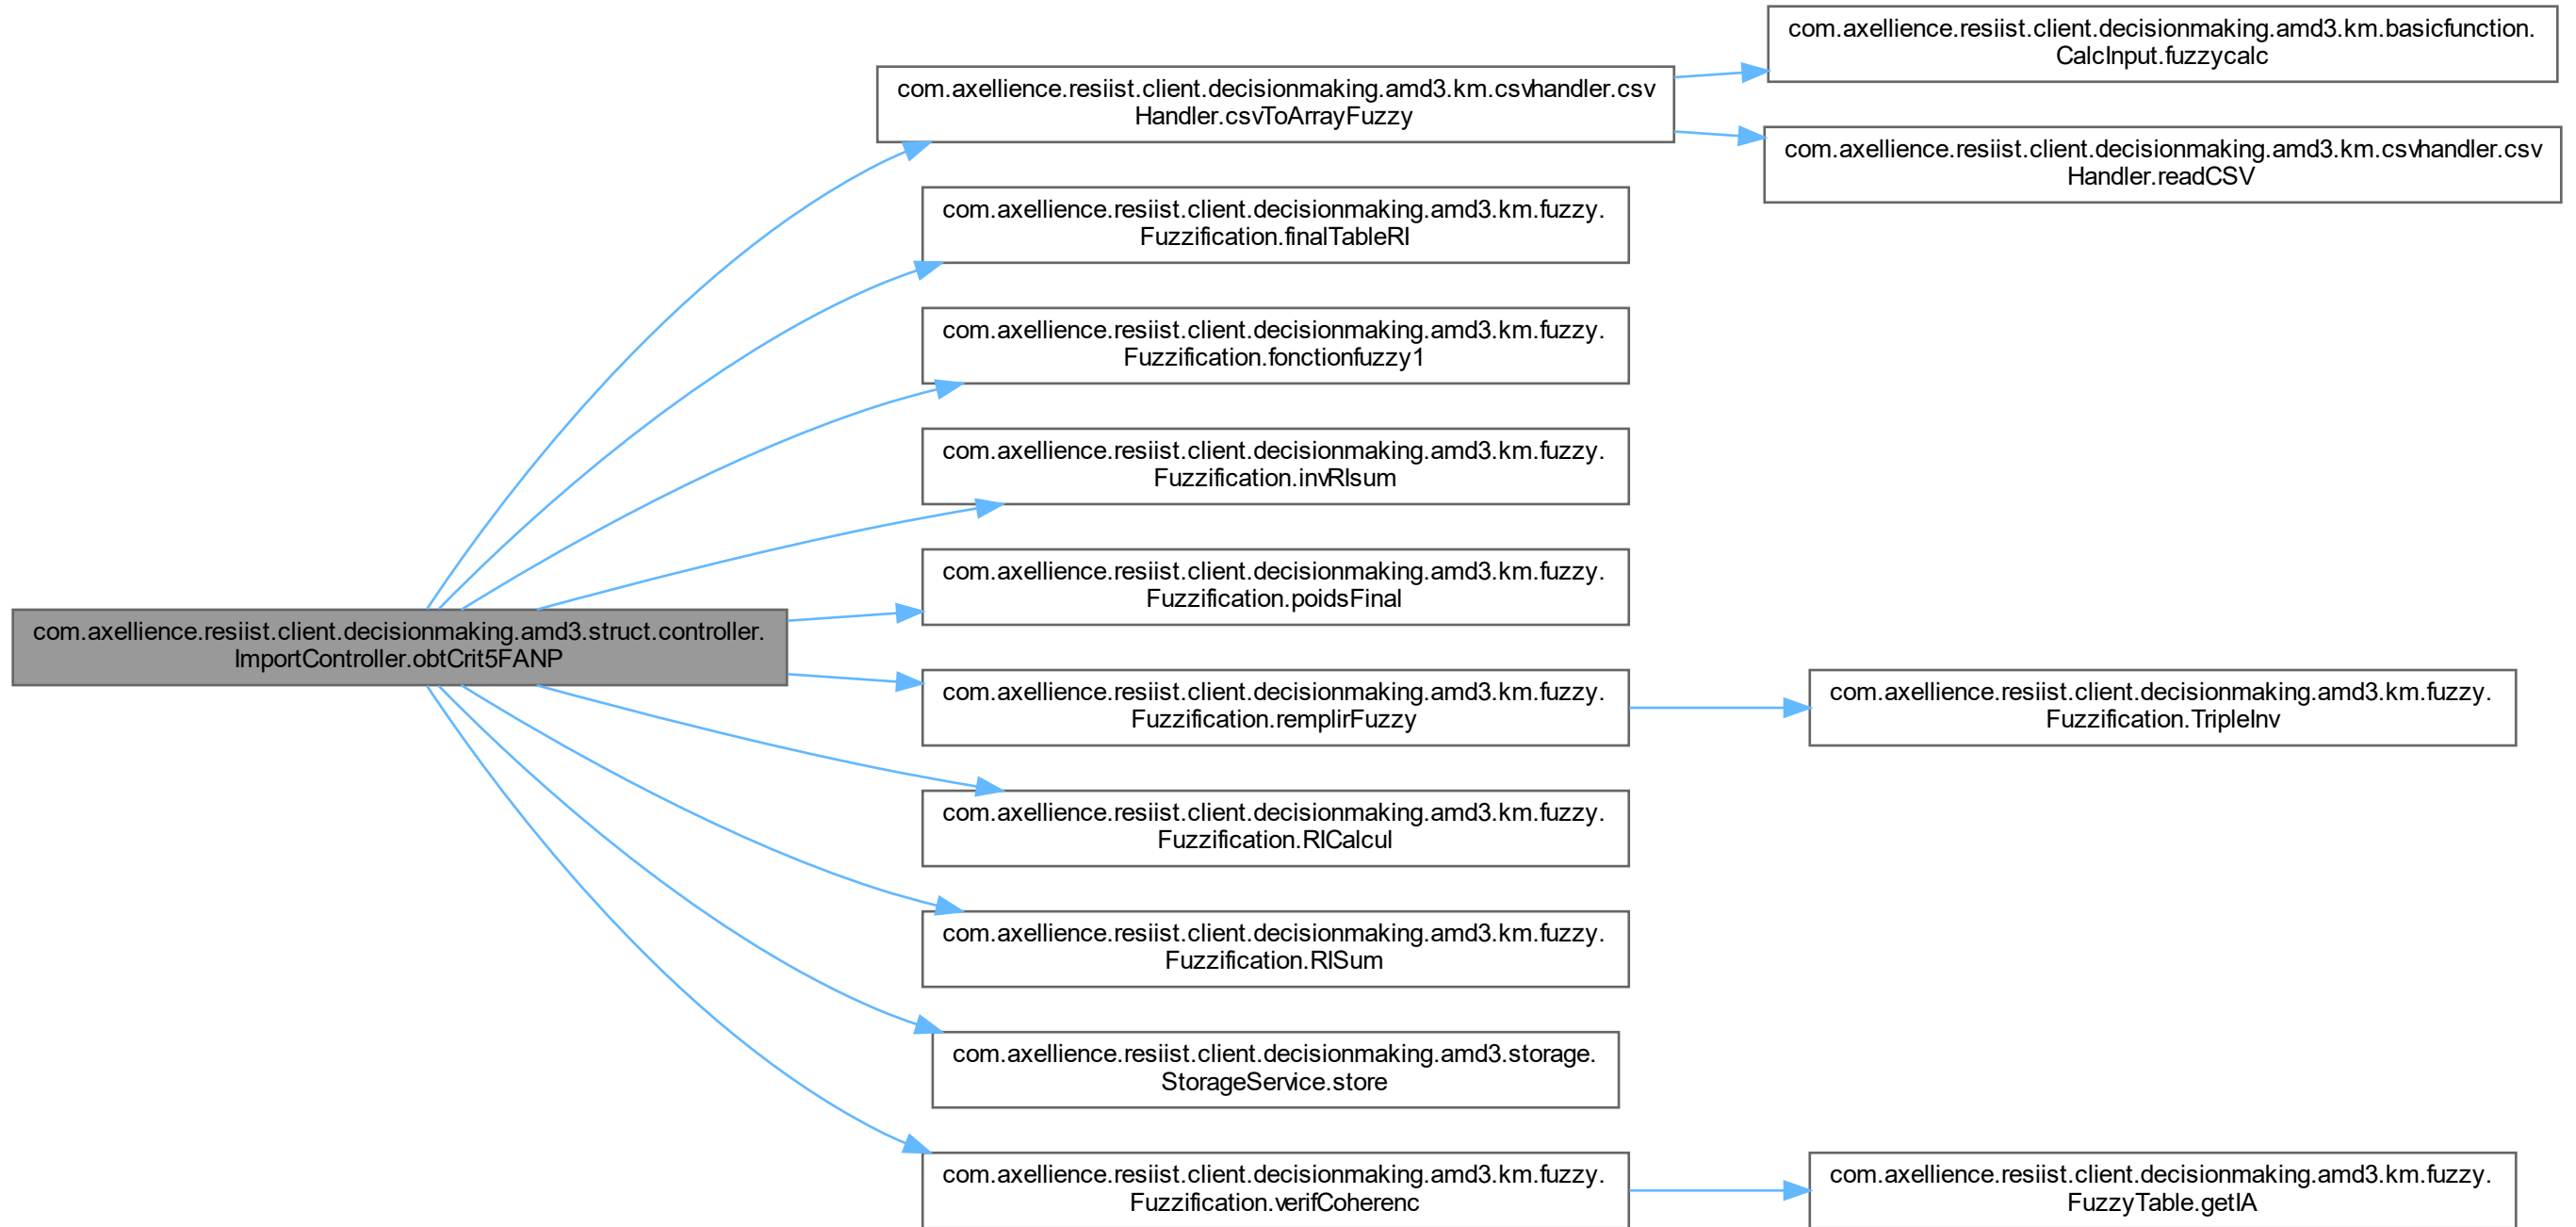 com.axellience.resiist.client.decisionmaking.amd3.km.basicfunction.
CalcInput.fuzzycalc
com.axellience.resiist.client.decisionmaking.amd3.km.csvhandler.csv
Handler.csvToArrayFuzzy
com.axellience.resiist.client.decisionmaking.amd3.km.csvhandler.csv
Handler.readCSV
com.axellience.resiist.client.decisionmaking.amd3.km.fuzzy.
Fuzzification.finalTableRI
com.axellience.resiist.client.decisionmaking.amd3.km.fuzzy.
Fuzzification.fonctionfuzzy1
com.axellience.resiist.client.decisionmaking.amd3.km.fuzzy.
Fuzzification.invRIsum
com.axellience.resiist.client.decisionmaking.amd3.km.fuzzy.
Fuzzification.poidsFinal
com.axellience.resiist.client.decisionmaking.amd3.struct.controller.
ImportController.obtCrit5FANP
com.axellience.resiist.client.decisionmaking.amd3.km.fuzzy.
Fuzzification.remplirFuzzy
com.axellience.resiist.client.decisionmaking.amd3.km.fuzzy.
Fuzzification.TripleInv
com.axellience.resiist.client.decisionmaking.amd3.km.fuzzy.
Fuzzification.RICalcul
com.axellience.resiist.client.decisionmaking.amd3.km.fuzzy.
Fuzzification.RISum
com.axellience.resiist.client.decisionmaking.amd3.storage.
StorageService.store
com.axellience.resiist.client.decisionmaking.amd3.km.fuzzy.
Fuzzification.verifCoherenc
com.axellience.resiist.client.decisionmaking.amd3.km.fuzzy.
FuzzyTable.getIA